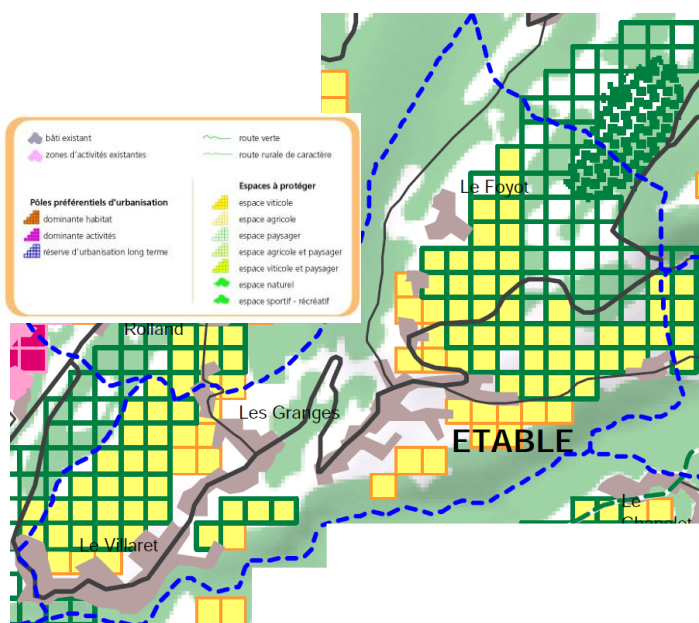 bâti existant
zones d'activités existantes
route verte
route rurale de caractère
Pôles préférentiels d'urbanisation
dominante habitat
dominante activités
réserve d'urbanisation long terme
Espaces à protéger
espace viticole
espace agricole
espace paysager
espace agricole et paysager
espace viticole et paysager
espace naturel
espace sportif - récréatif
Le Foyot
Rolland
Les Granges
ETABLE
Le Villaret
Le